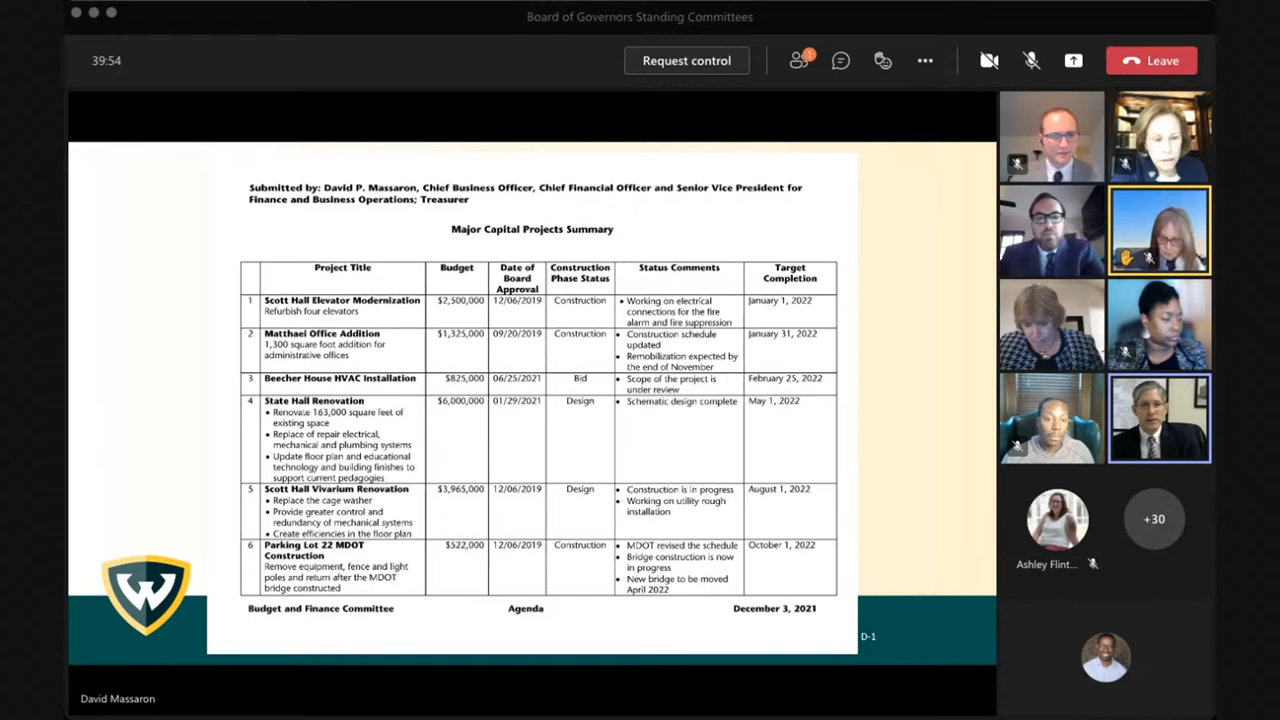 Board of Governors Standing Committees
39:54
Request control
1
Leave
Submitted by: David P. Massaron, Chief Business Officer, Chief Financial Officer and Senior Vice President for
Finance and Business Operations; Treasurer
Major Capital Projects Summary
Project Title
Budget
Date of
Board
Approval
Construction
Phase Status
Status Comments
Target
Completion
1
Scott Hall Elevator Modernization
Refurbish four elevators
$2,500,000
12/06/2019
Construction
• Working on electrical
connections for the fire
alarm and fire suppression
January 1, 2022
2
Matthaei Office Addition
1,300 square foot addition for
administrative offices
$1,325,000
09/20/2019
Construction
• Construction schedule
updated
• Remobilization expected by
the end of November
January 31, 2022
3
Beecher House HVAC Installation
$825,000
06/25/2021
Bid
• Scope of the project is
under review
February 25, 2022
4
State Hall Renovation
• Renovate 163,000 square feet of
existing space
• Replace of repair electrical,
mechanical and plumbing systems
• Update floor plan and educational
technology and building finishes to
support current pedagogies
$6,000,000
01/29/2021
Design
• Schematic design complete
May 1, 2022
5
Scott Hall Vivarium Renovation
• Replace the cage washer
• Provide greater control and
redundancy of mechanical systems
• Create efficiencies in the floor plan
$3,965,000
12/06/2019
Design
• Construction is in progress
• Working on utility rough
installation
August 1, 2022
6
Parking Lot 22 MDOT
Construction
Remove equipment, fence and light
poles and return after the MDOT
bridge constructed
$522,000
12/06/2019
Construction
• MDOT revised the schedule
• Bridge construction is now
in progress
• New bridge to be moved
April 2022
October 1, 2022
Budget and Finance Committee
Agenda
December 3, 2021
W
D-1
David Massaron
+30
Ashley Flint...